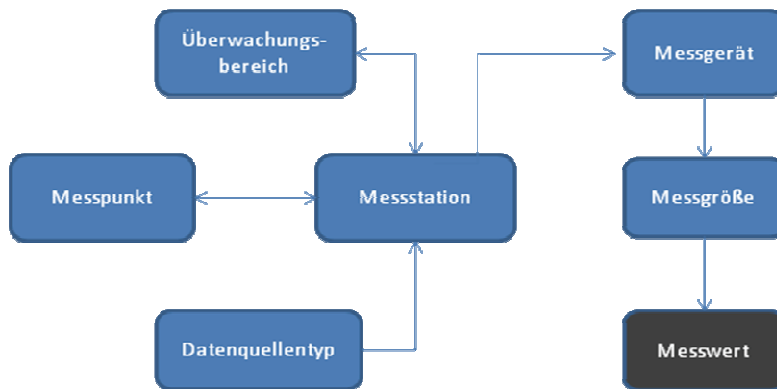 Überwachungs-
bereich
Messgerät
Messpunkt
Messstation
Messgröße
Datenquellentyp
Messwert